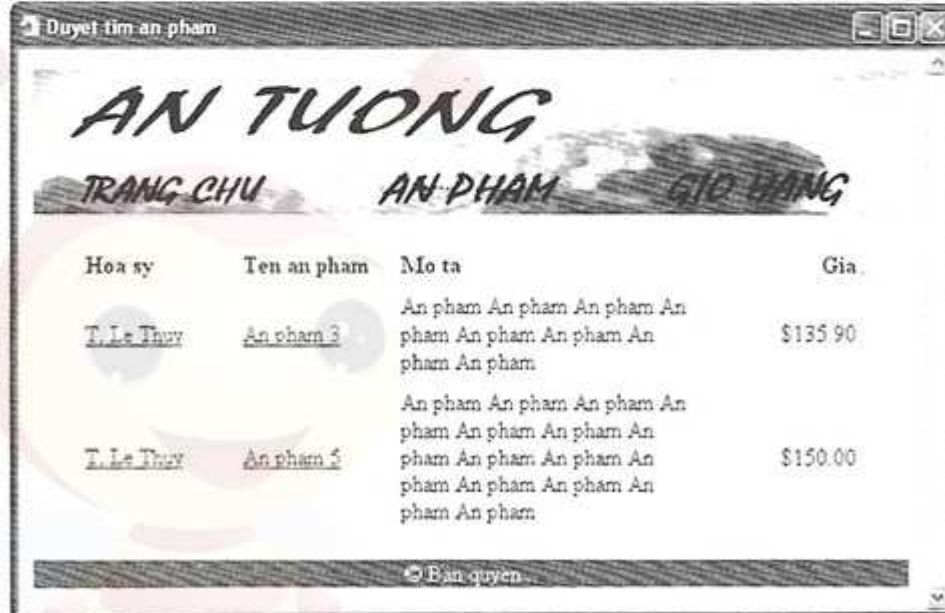 Duyet tim an pham
AN TUONG
TRANG CHU AN PHAM GIO HANG
Hoa sy Ten an pham Mo ta Gia
T. Le Thuy An pham 3 An pham An pham An pham An $135.90
pham An pham An pham An
pham An pham
T. Le Thuy An pham 5 An pham An pham An pham An $150.00
pham An pham An pham An
pham An pham An pham An
pham An pham An pham An
pham An pham
© Ban quyen...